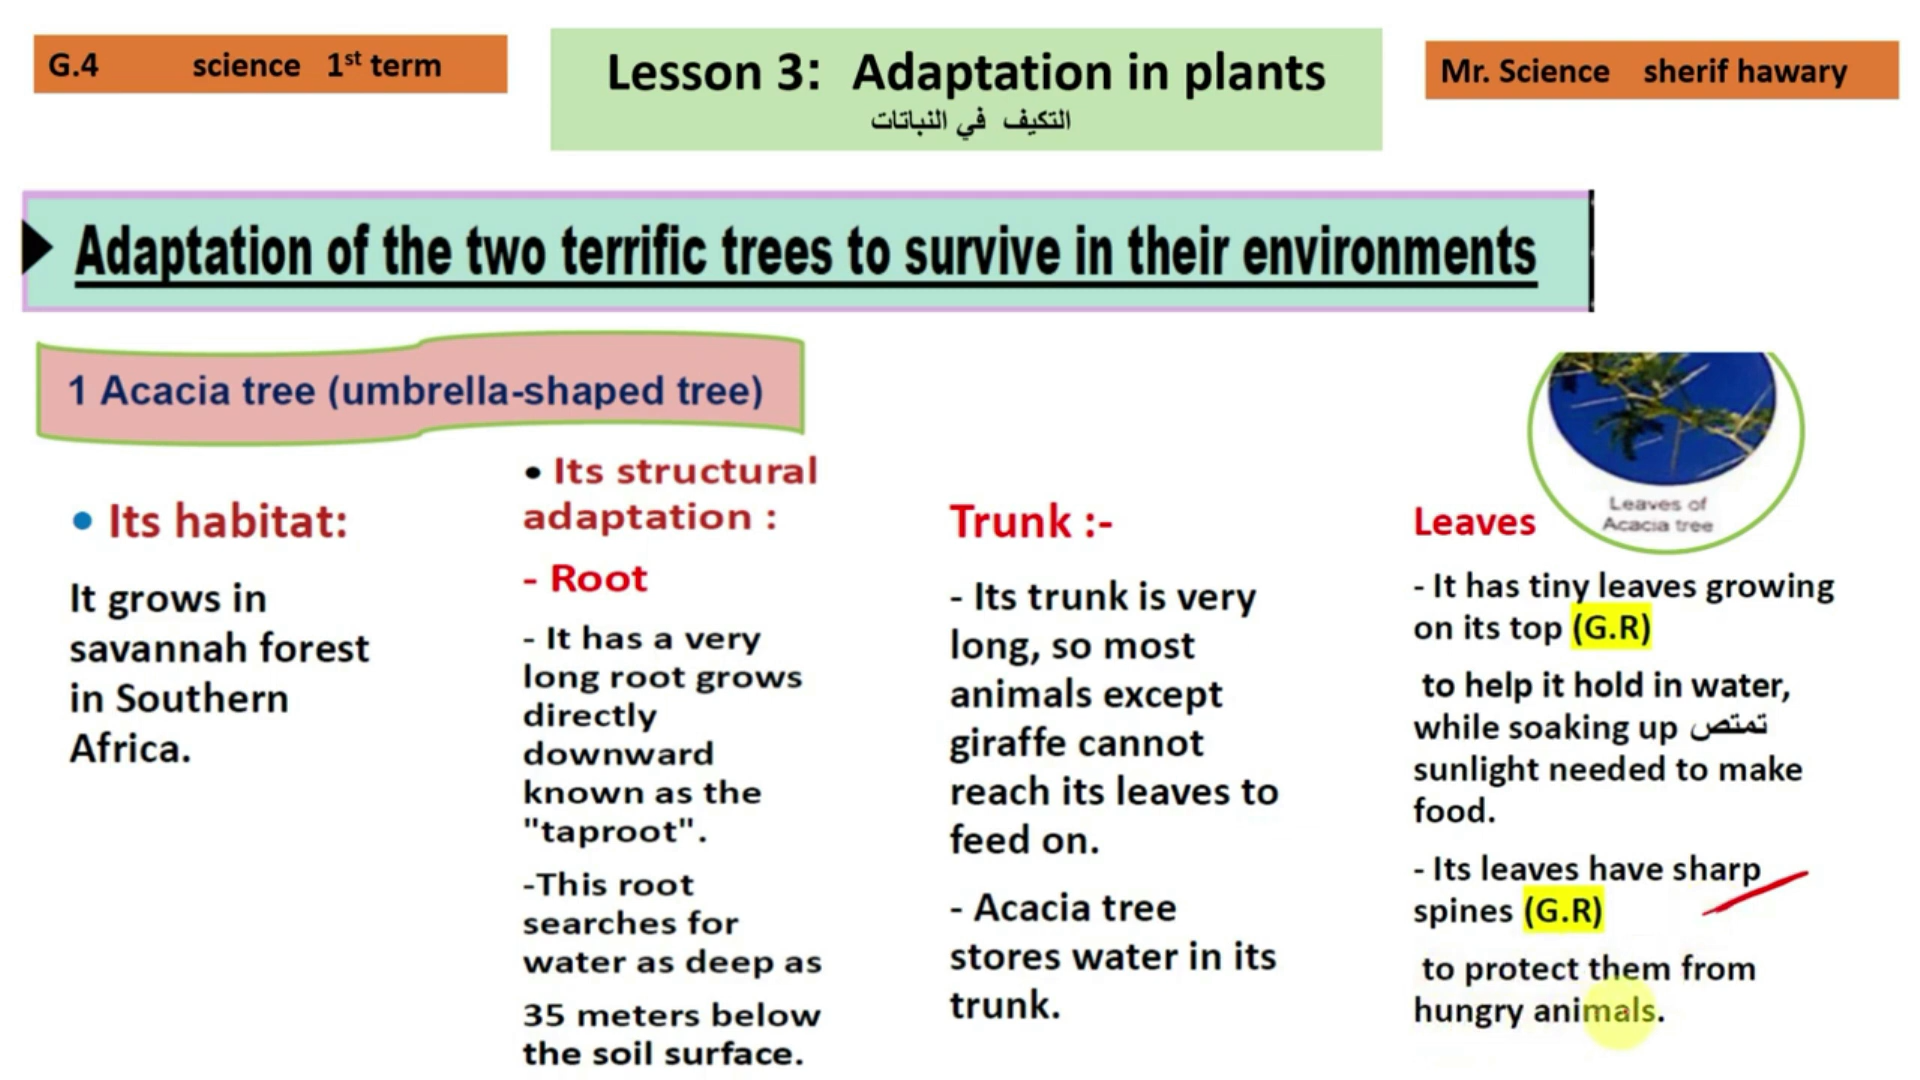 G.4 science 1st term
Lesson 3: Adaptation in plants
التكيف في النباتات
Mr. Science sherif hawary
Adaptation of the two terrific trees to survive in their environments
1 Acacia tree (umbrella-shaped tree)
• Its habitat:
It grows in
savannah forest
in Southern
Africa.
• Its structural
adaptation :
- Root
- It has a very
long root grows
directly
downward
known as the
"taproot".
-This root
searches for
water as deep as
35 meters below
the soil surface.
Trunk :-
- Its trunk is very
long, so most
animals except
giraffe cannot
reach its leaves to
feed on.
- Acacia tree
stores water in its
trunk.
Leaves of
Acacia tree
Leaves
- It has tiny leaves growing
on its top (G.R)
to help it hold in water,
while soaking up تمتص
sunlight needed to make
food.
- Its leaves have sharp
spines (G.R)
to protect them from
hungry animals.